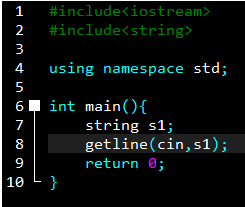 1 #include<iostream>
2 #include<string>
3
4 using namespace std;
5
6 int main(){
7 string s1;
8 getline(cin,s1);
9 return 0;
10 }